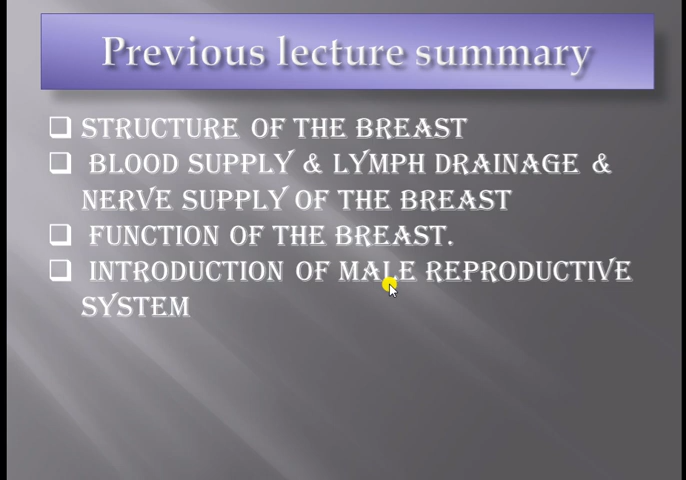 Previous lecture summary
❑ STRUCTURE OF THE BREAST
❑ BLOOD SUPPLY & LYMPH DRAINAGE &
NERVE SUPPLY OF THE BREAST
❑ FUNCTION OF THE BREAST.
❑ INTRODUCTION OF MALE REPRODUCTIVE
SYSTEM